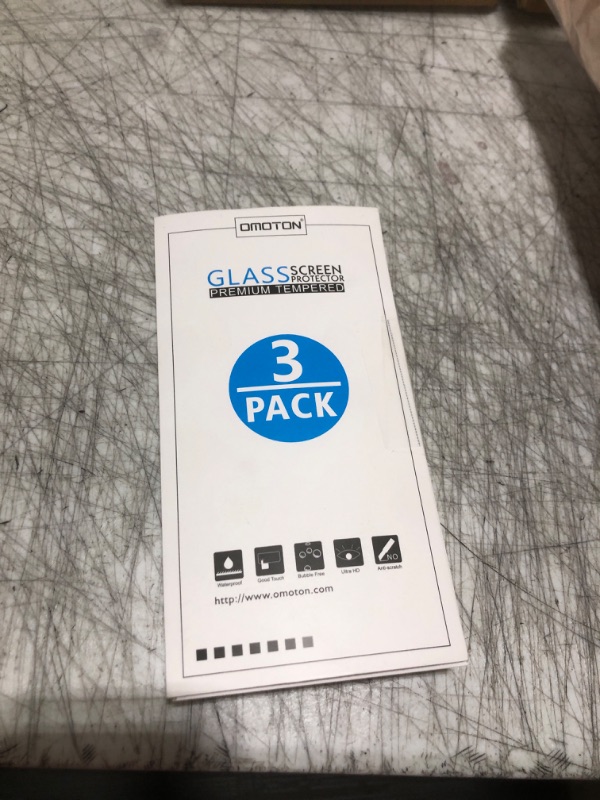 OMOTON®
GLASS SCREEN PROTECTOR
PREMIUM TEMPERED
3
PACK
NO
Waterproof
Good Touch
Bubble Free
Ultra HD
Anti-scratch
http://www.omoton.com